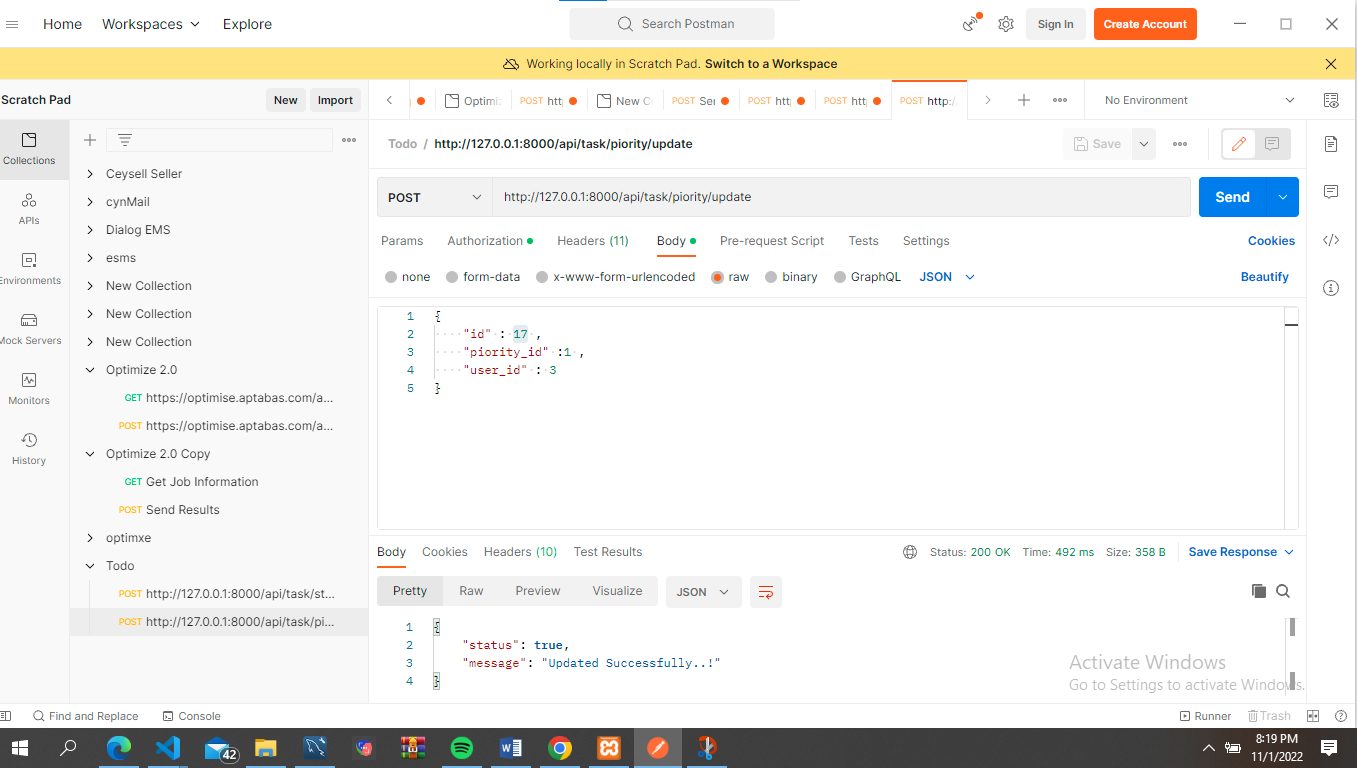 Home Workspaces Explore Search Postman Sign In Create Account
Working locally in Scratch Pad. Switch to a Workspace
Scratch Pad New Import Optimi POST htt New C POST Se POST htt POST htt POST http:/ No Environment
Todo / http://127.0.0.1:8000/api/task/piority/update Save
Collections
APIs
Environments
Mock Servers
Monitors
History
Ceysell Seller
cynMail
Dialog EMS
esms
New Collection
New Collection
New Collection
Optimize 2.0
GET https://optimise.aptabas.com/a...
POST https://optimise.aptabas.com/a...
Optimize 2.0 Copy
GET Get Job Information
POST Send Results
optimxe
Todo
POST http://127.0.0.1:8000/api/task/st...
POST http://127.0.0.1:8000/api/task/pi...
POST http://127.0.0.1:8000/api/task/piority/update Send
Params Authorization Headers (11) Body Pre-request Script Tests Settings Cookies
none form-data x-www-form-urlencoded raw binary GraphQL JSON Beautify
1 {
2 "id" : 17 ,
3 "piority_id" :1 ,
4 "user_id" : 3
5 }
Body Cookies Headers (10) Test Results Status: 200 OK Time: 492 ms Size: 358 B Save Response
Pretty Raw Preview Visualize JSON
1 {
2 "status": true,
3 "message": "Updated Successfully..!"
4 }
Activate Windows
Go to Settings to activate Windows.
Find and Replace Console Runner Trash
42
8:19 PM
11/1/2022